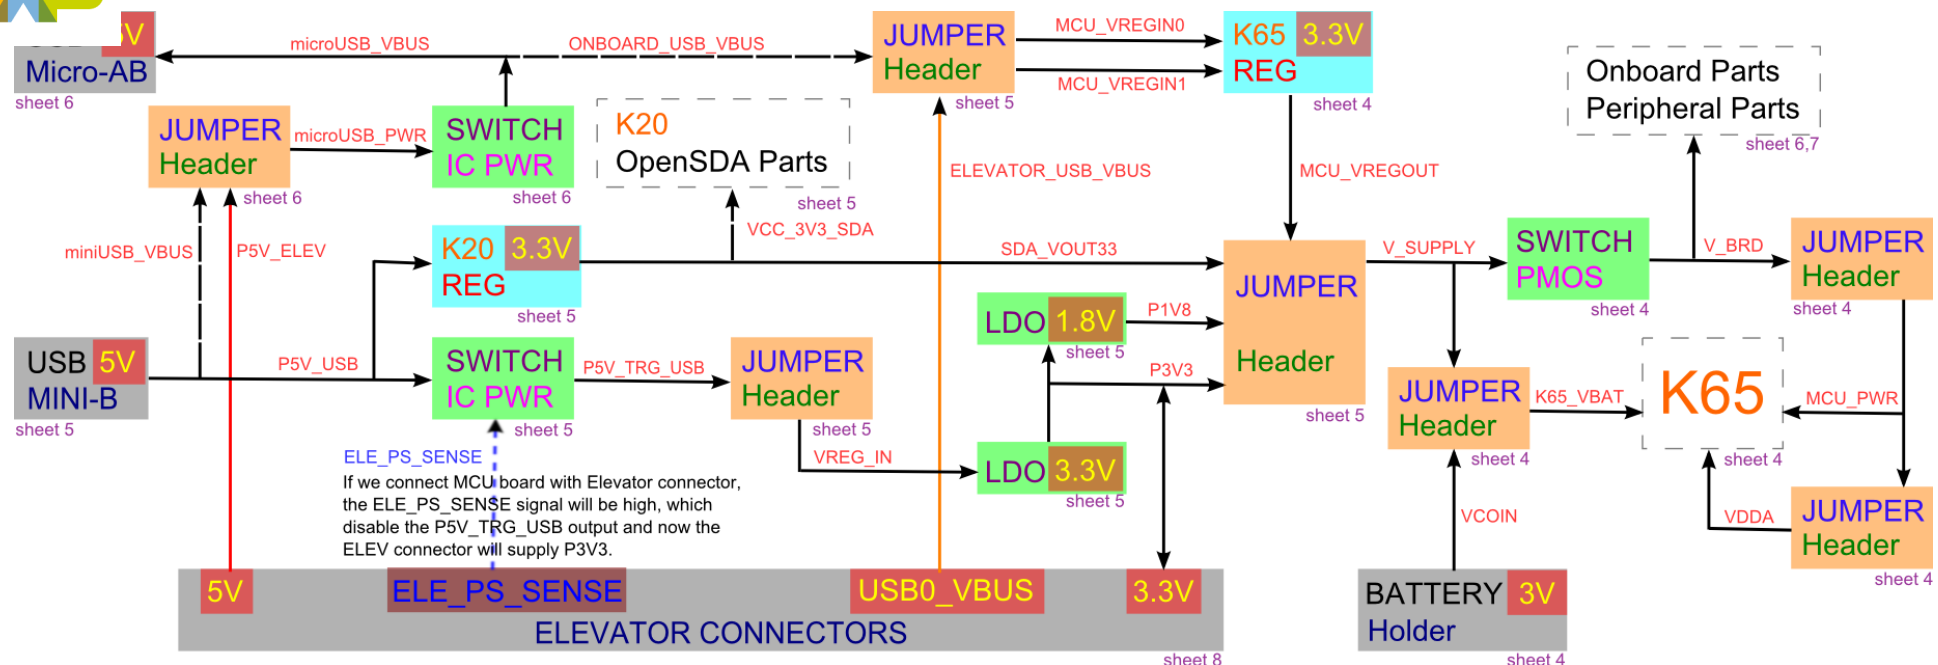 5V
Micro-AB
sheet 6
microUSB_VBUS
ONBOARD_USB_VBUS
JUMPER
Header
sheet 5
MCU_VREGIN0
MCU_VREGIN1
K65 3.3V
REG
sheet 4
Onboard Parts
Peripheral Parts
sheet 6,7
JUMPER
Header
sheet 6
microUSB_PWR
SWITCH
IC PWR
sheet 6
K20
OpenSDA Parts
sheet 5
ELEVATOR_USB_VBUS
MCU_VREGOUT
miniUSB_VBUS
P5V_ELEV
K20 3.3V
REG
sheet 5
VCC_3V3_SDA
SDA_VOUT33
JUMPER
Header
sheet 5
V_SUPPLY
SWITCH
PMOS
sheet 4
V_BRD
JUMPER
Header
sheet 4
LDO 1.8V
sheet 5
P1V8
P3V3
USB 5V
MINI-B
sheet 5
P5V_USB
SWITCH
IC PWR
sheet 5
P5V_TRG_USB
JUMPER
Header
sheet 5
VREG_IN
LDO 3.3V
sheet 5
JUMPER
Header
sheet 4
K65_VBAT
K65
sheet 4
MCU_PWR
VDDA
JUMPER
Header
sheet 4
VCOIN
ELE_PS_SENSE
If we connect MCU board with Elevator connector,
the ELE_PS_SENSE signal will be high, which
disable the P5V_TRG_USB output and now the
ELEV connector will supply P3V3.
5V
ELE_PS_SENSE
USB0_VBUS
3.3V
ELEVATOR CONNECTORS
sheet 8
BATTERY 3V
Holder
sheet 4